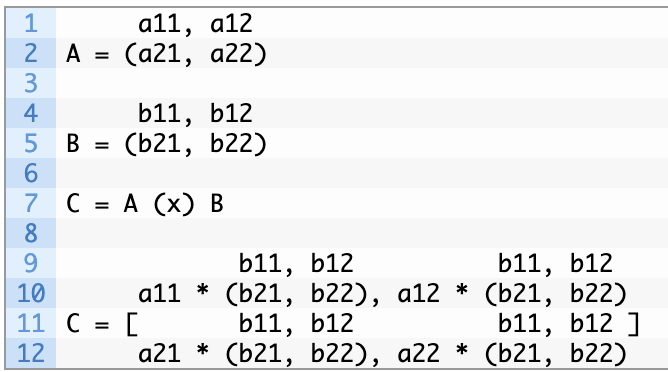 1 a11, a12
2 A = (a21, a22)
3
4 b11, b12
5 B = (b21, b22)
6
7 C = A (x) B
8
9 b11, b12 b11, b12
10 a11 * (b21, b22), a12 * (b21, b22)
11 C = [ b11, b12 b11, b12 ]
12 a21 * (b21, b22), a22 * (b21, b22)